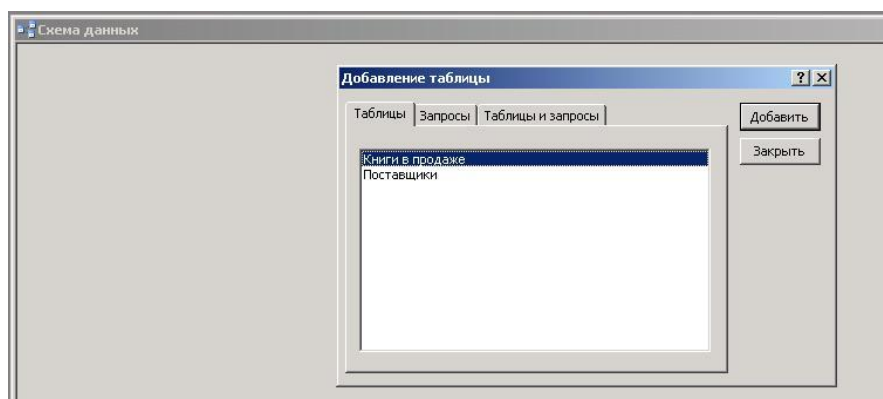 Схема данных
Добавление таблицы
Таблицы Запросы Таблицы и запросы
Добавить
Закрыть
Книги в продаже
Поставщики